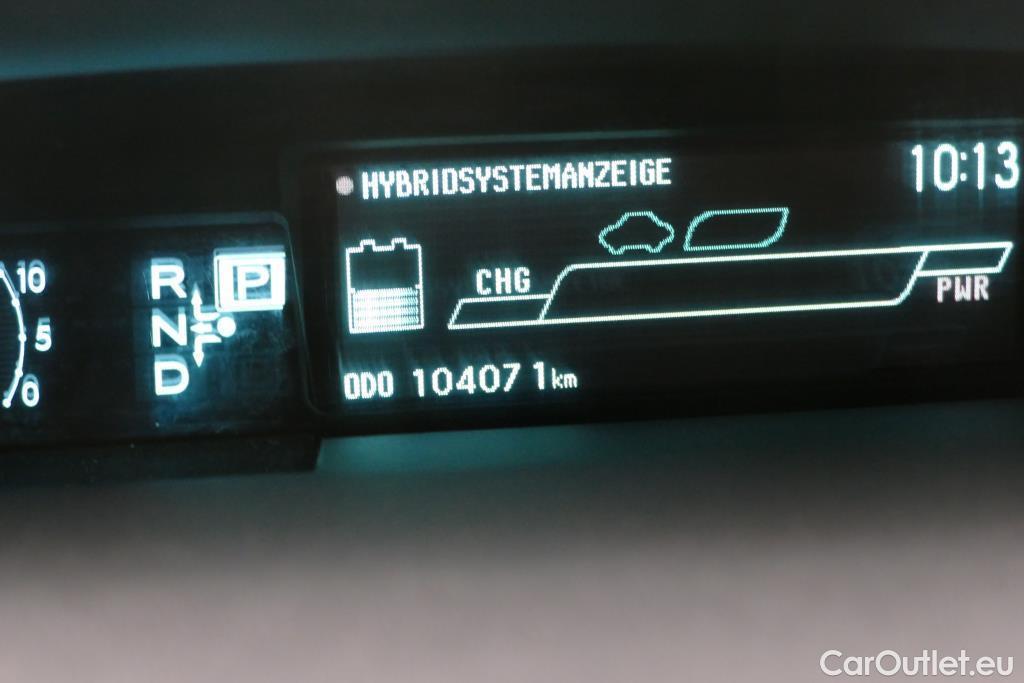 HYBRIDSYSTEMANZEIGE
10:13
10
5
0
R
P
N
D
CHG
PWR
ODO 104071km
CarOutlet.eu